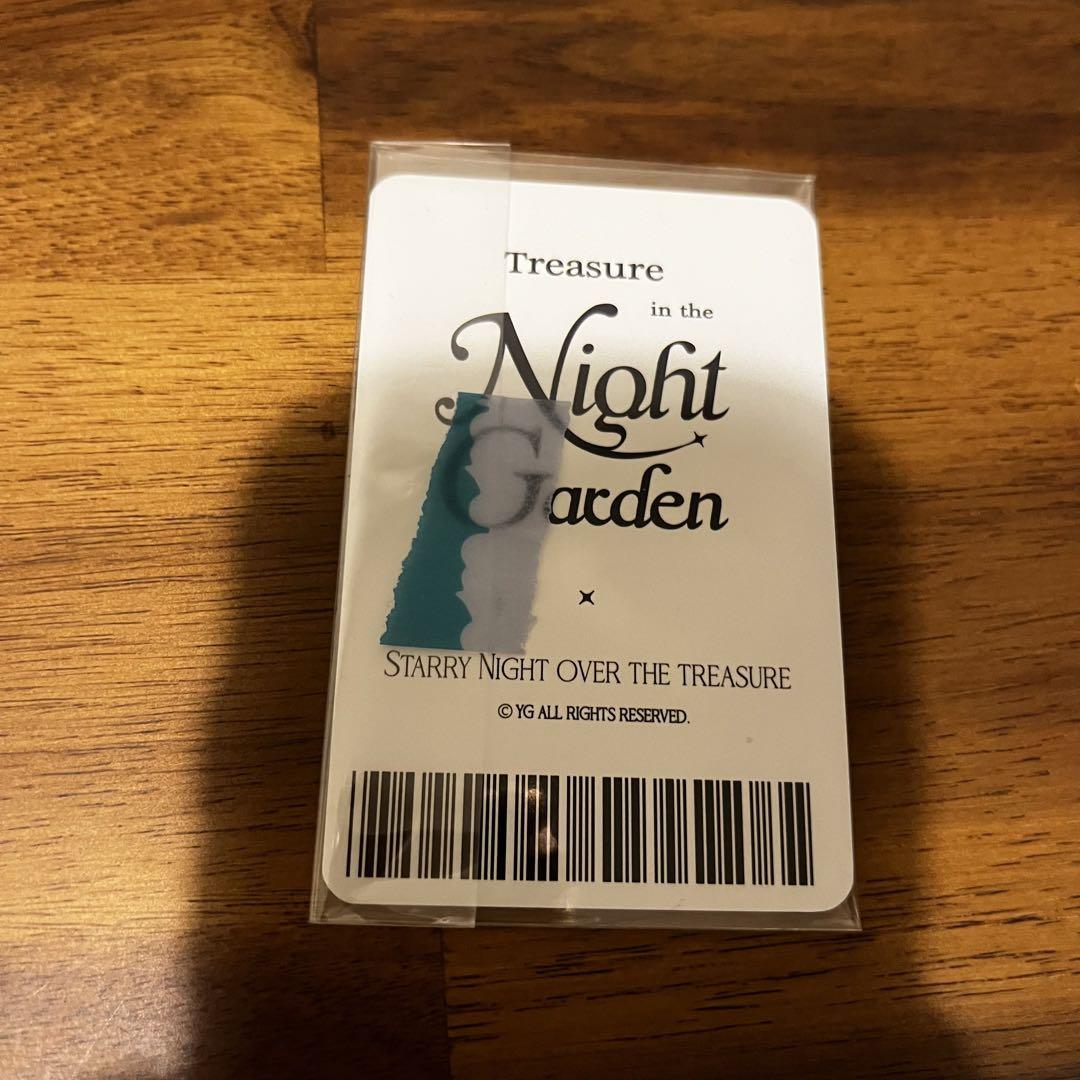 Treasure
in the
Night
Garden
STARRY NIGHT OVER THE TREASURE
© YG ALL RIGHTS RESERVED.